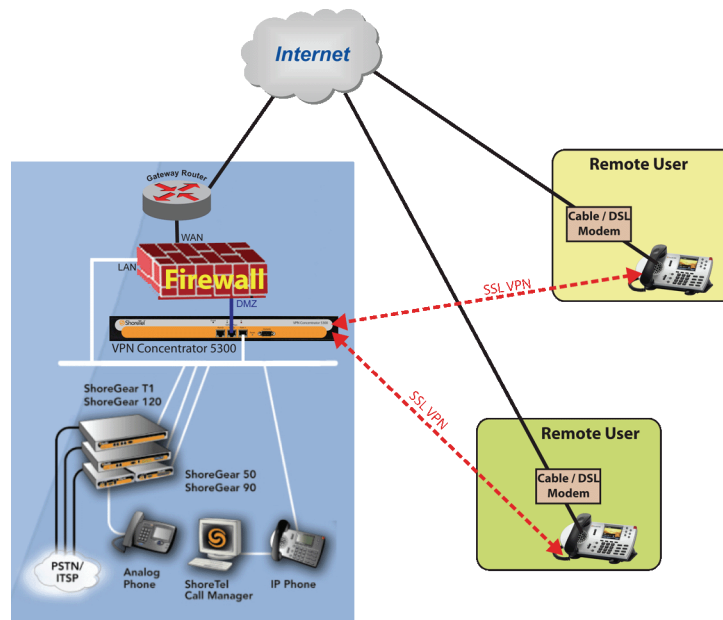 Internet
Remote User
Gateway Router
Cable / DSL
Modem
WAN
LAN
Firewall
SSL VPN
DMZ
ShoreTel
VPN Concentrator 5300
VPN Concentrator 5300
ShoreGear T1
ShoreGear 120
SSL VPN
Remote User
ShoreGear 50
ShoreGear 90
Cable / DSL
Modem
PSTN/
ITSP
Analog
Phone
ShoreTel
Call Manager
IP Phone